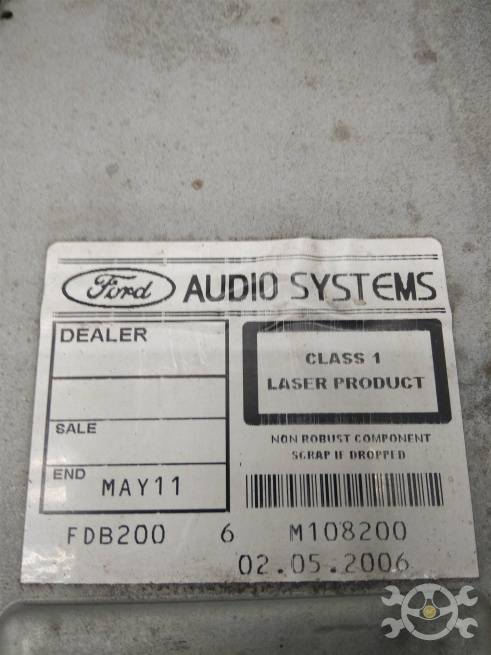 Ford AUDIO SYSTEMS
DEALER
CLASS 1
LASER PRODUCT
SALE
NON ROBUST COMPONENT
SCRAP IF DROPPED
END MAY11
FDB200 6 M108200
02.05.2006